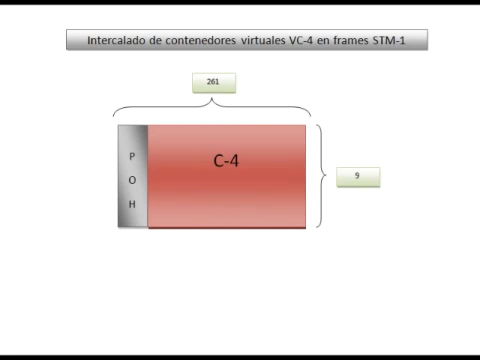 Intercalado de contenedores virtuales VC-4 en frames STM-1
261
C-4
P
O
H
9